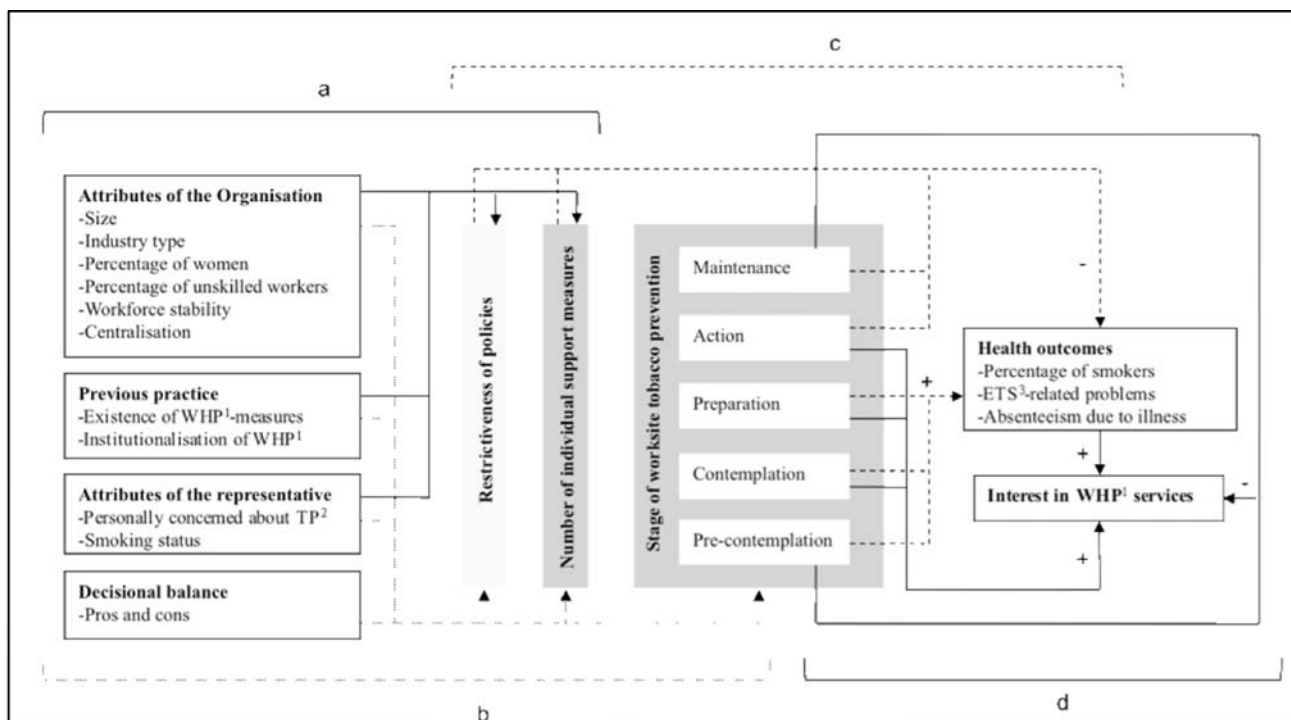 c
a
Attributes of the Organisation
-Size
-Industry type
-Percentage of women
-Percentage of unskilled workers
-Workforce stability
-Centralisation
Previous practice
-Existence of WHP¹-measures
-Institutionalisation of WHP¹
Attributes of the representative
-Personally concerned about TP²
-Smoking status
Decisional balance
-Pros and cons
Restrictiveness of policies
Number of individual support measures
Stage of worksite tobacco prevention
Maintenance
Action
Preparation
Contemplation
Pre-contemplation
-
+
Health outcomes
-Percentage of smokers
-ETS³-related problems
-Absenteeism due to illness
+
Interest in WHP¹ services
-
+
b
d